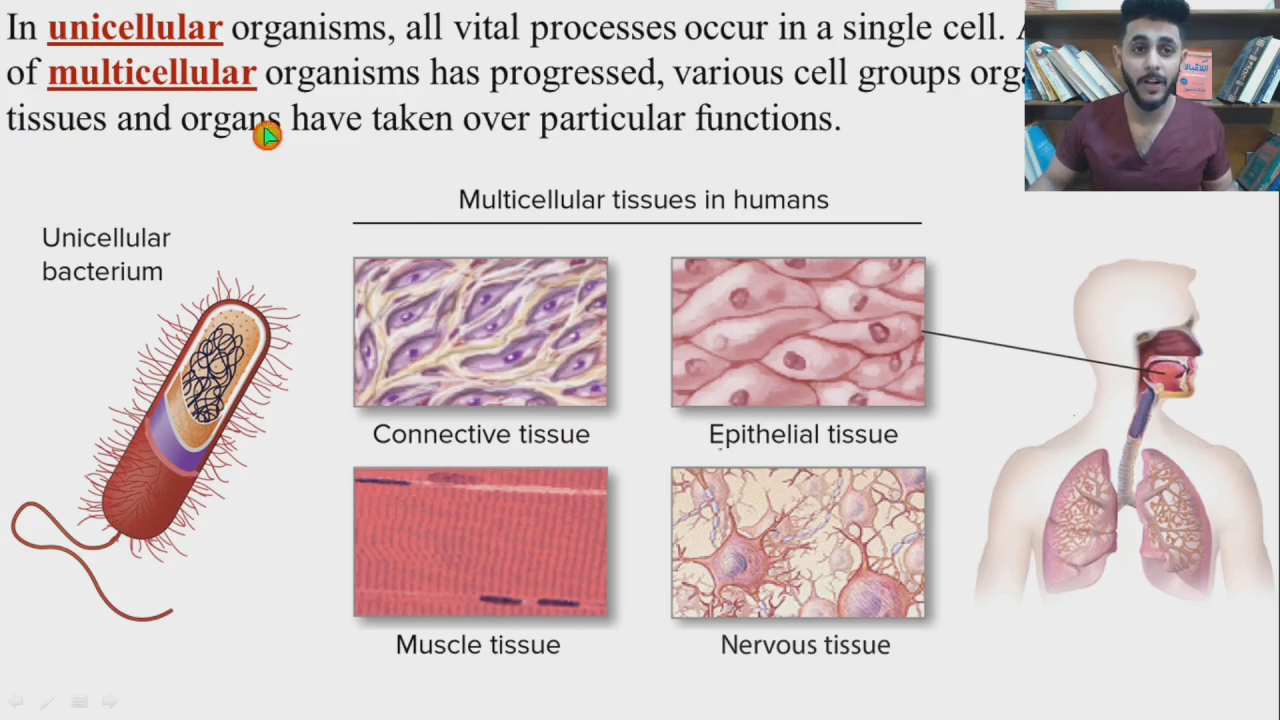 In unicellular organisms, all vital processes occur in a single cell.
of multicellular organisms has progressed, various cell groups
tissues and organs have taken over particular functions.
Multicellular tissues in humans
Unicellular
bacterium
Connective tissue
Epithelial tissue
Muscle tissue
Nervous tissue